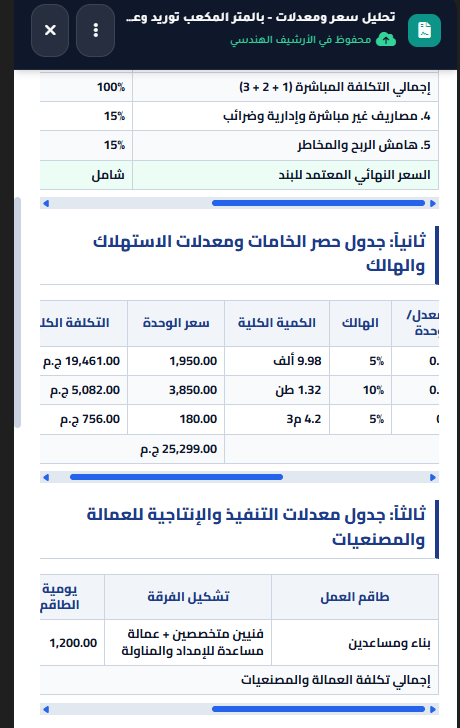 تحليل سعر ومعدلات - بالمتر المكعب توريد وعـ...
محفوظ في الأرشيف الهندسي
إجمالي التكلفة المباشرة (1 + 2 + 3) 100%
4. مصاريف غير مباشرة وإدارية وضرائب 15%
5. هامش الربح والمخاطر 15%
السعر النهائي المعتمد للبند شامل
ثانياً: جدول حصر الخامات ومعدلات الاستهلاك
والهالك
الهالك الكمية الكلية سعر الوحدة التكلفة
5% 9.98 ألف 1,950.00 19,461.00 ج.م
10% 1.32 طن 3,850.00 5,082.00 ج.م
5% 4.2 م3 180.00 756.00 ج.م
25,299.00 ج.م
ثالثاً: جدول معدلات التنفيذ والإنتاجية للعمالة
والمصنعيات
طاقم العمل تشكيل الفرقة يومية
الطاقم
بناء ومساعدين فنيين متخصصين + عمالة 1,200.00
مساعدة للإمداد والمناولة
إجمالي تكلفة العمالة والمصنعيات